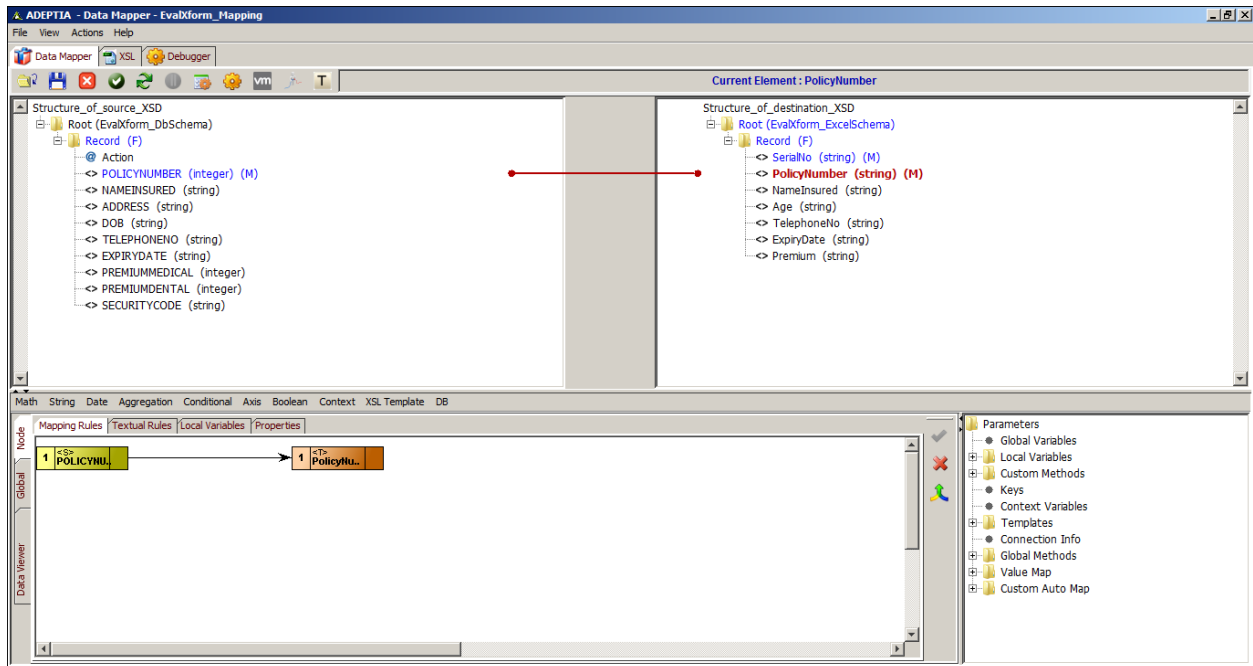 ADEPTIA - Data Mapper - EvalXform_Mapping
File View Actions Help
Data Mapper XSL Debugger
vm T Current Element : PolicyNumber
Structure_of_source_XSD
Root (EvalXform_DbSchema)
Record (F)
@ Action
<> POLICYNUMBER (integer) (M)
<> NAMEINSURED (string)
<> ADDRESS (string)
<> DOB (string)
<> TELEPHONENO (string)
<> EXPIRYDATE (string)
<> PREMIUMMEDICAL (integer)
<> PREMIUMDENTAL (integer)
<> SECURITYCODE (string)
Structure_of_destination_XSD
Root (EvalXform_ExcelSchema)
Record (F)
<> SerialNo (string) (M)
<> PolicyNumber (string) (M)
<> NameInsured (string)
<> Age (string)
<> TelephoneNo (string)
<> ExpiryDate (string)
<> Premium (string)
Math String Date Aggregation Conditional Axis Boolean Context XSL Template DB
Node
Global
Data Viewer
Mapping Rules Textual Rules Local Variables Properties
1 <S> POLICYNU..
1 <T> PolicyNu..
Parameters
Global Variables
Local Variables
Custom Methods
Keys
Context Variables
Templates
Connection Info
Global Methods
Value Map
Custom Auto Map